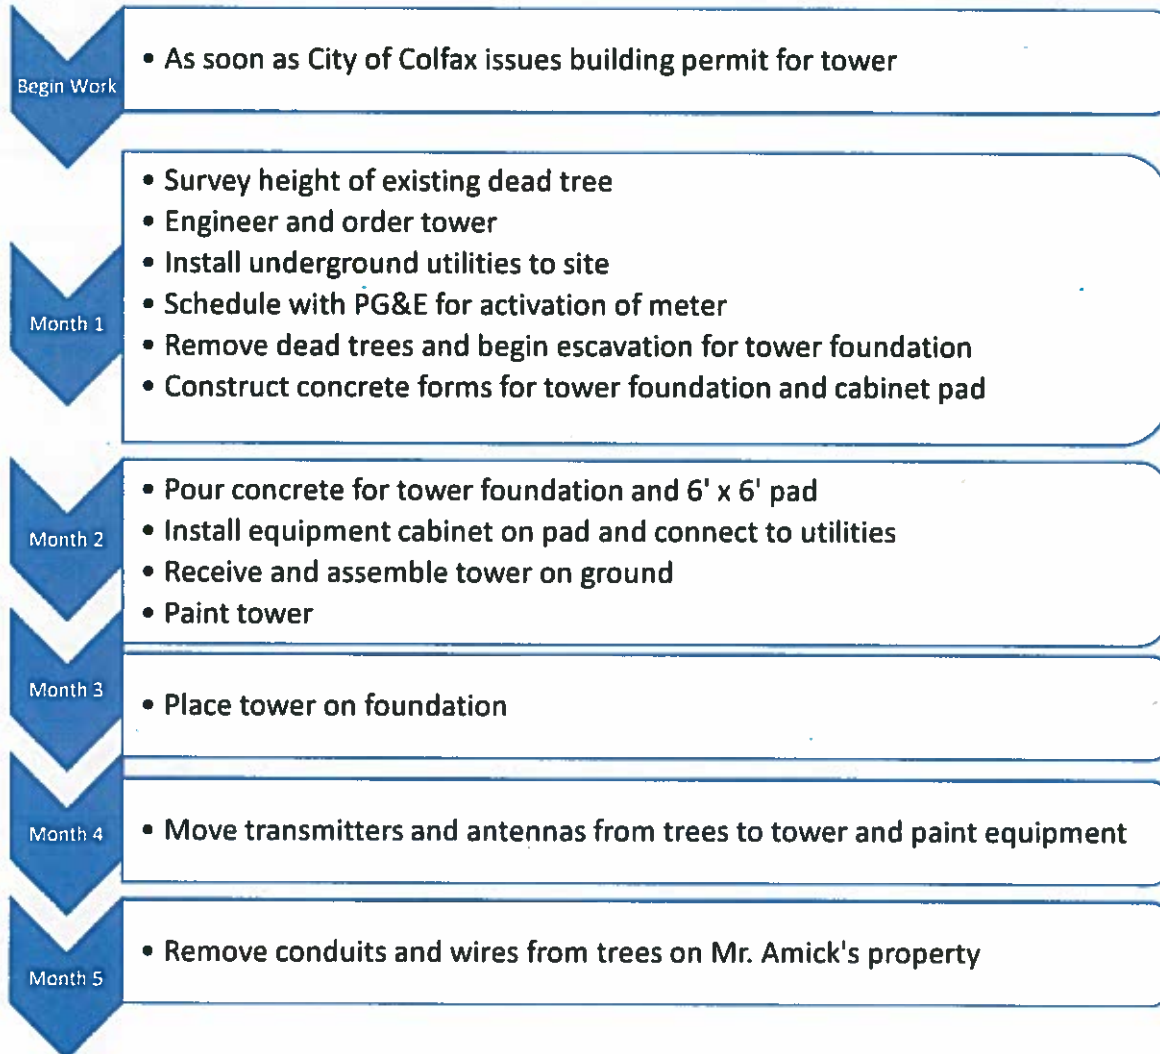 Begin Work
• As soon as City of Colfax issues building permit for tower
Month 1
• Survey height of existing dead tree
• Engineer and order tower
• Install underground utilities to site
• Schedule with PG&E for activation of meter
• Remove dead trees and begin escavation for tower foundation
• Construct concrete forms for tower foundation and cabinet pad
Month 2
• Pour concrete for tower foundation and 6' x 6' pad
• Install equipment cabinet on pad and connect to utilities
• Receive and assemble tower on ground
• Paint tower
Month 3
• Place tower on foundation
Month 4
• Move transmitters and antennas from trees to tower and paint equipment
Month 5
• Remove conduits and wires from trees on Mr. Amick's property